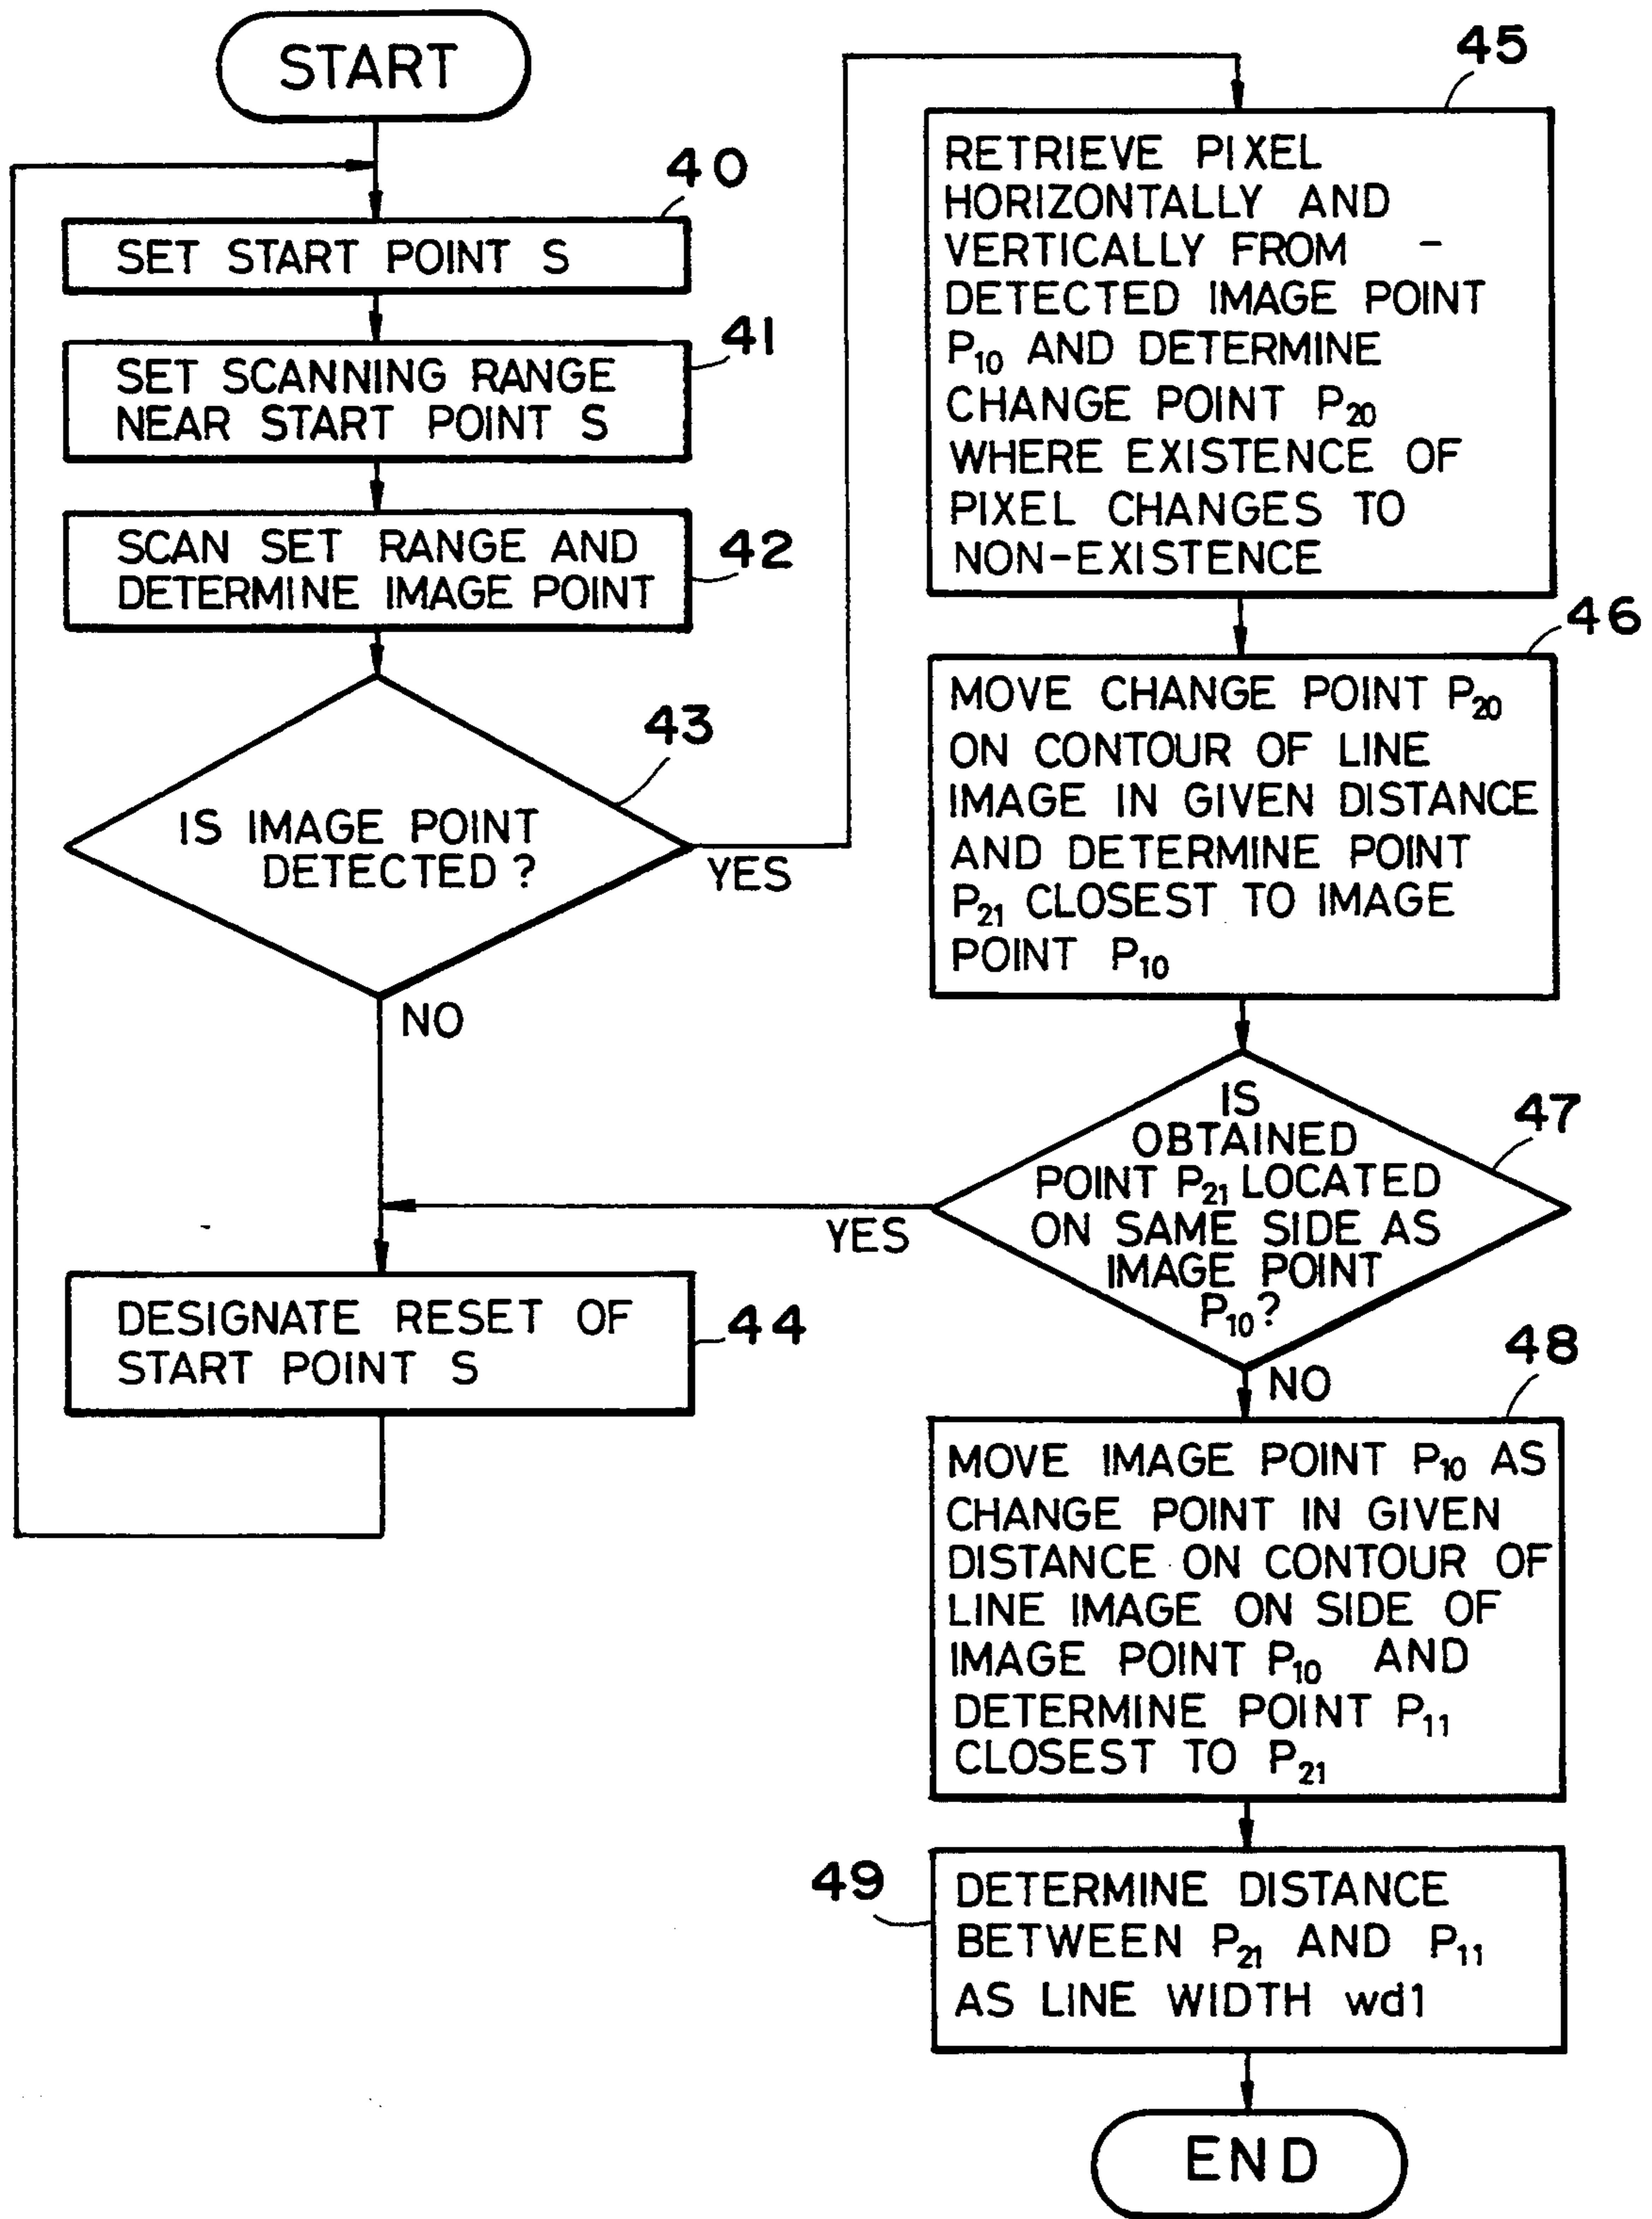 START
40
SET START POINT S
41
SET SCANNING RANGE
NEAR START POINT S
42
SCAN SET RANGE AND
DETERMINE IMAGE POINT
43
IS IMAGE POINT
DETECTED ?
YES
NO
44
DESIGNATE RESET OF
START POINT S
45
RETRIEVE PIXEL
HORIZONTALLY AND
VERTICALLY FROM -
DETECTED IMAGE POINT
P10 AND DETERMINE
CHANGE POINT P20
WHERE EXISTENCE OF
PIXEL CHANGES TO
NON-EXISTENCE
46
MOVE CHANGE POINT P20
ON CONTOUR OF LINE
IMAGE IN GIVEN DISTANCE
AND DETERMINE POINT
P21 CLOSEST TO IMAGE
POINT P10
47
IS
OBTAINED
POINT P21 LOCATED
ON SAME SIDE AS
IMAGE POINT
P10?
YES
NO
48
MOVE IMAGE POINT P10 AS
CHANGE POINT IN GIVEN
DISTANCE ON CONTOUR OF
LINE IMAGE ON SIDE OF
IMAGE POINT P10 AND
DETERMINE POINT P11
CLOSEST TO P21
49
DETERMINE DISTANCE
BETWEEN P21 AND P11
AS LINE WIDTH wd1
END